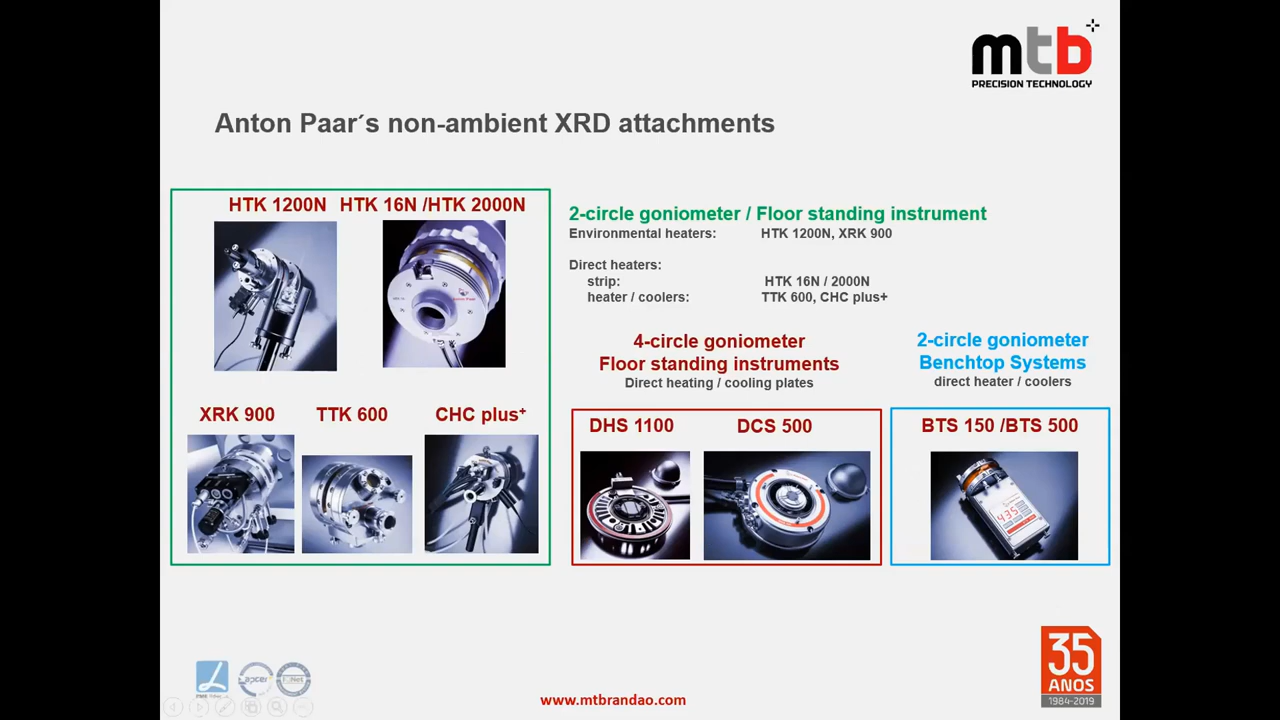 mtb
PRECISION TECHNOLOGY
Anton Paar´s non-ambient XRD attachments
HTK 1200N HTK 16N /HTK 2000N
XRK 900 TTK 600 CHC plus+
2-circle goniometer / Floor standing instrument
Environmental heaters: HTK 1200N, XRK 900
Direct heaters:
strip: HTK 16N / 2000N
heater / coolers: TTK 600, CHC plus+
4-circle goniometer
Floor standing instruments
Direct heating / cooling plates
DHS 1100 DCS 500
2-circle goniometer
Benchtop Systems
direct heater / coolers
BTS 150 /BTS 500
435
apcer
www.mtbrandao.com
35
ANOS
1984-2019